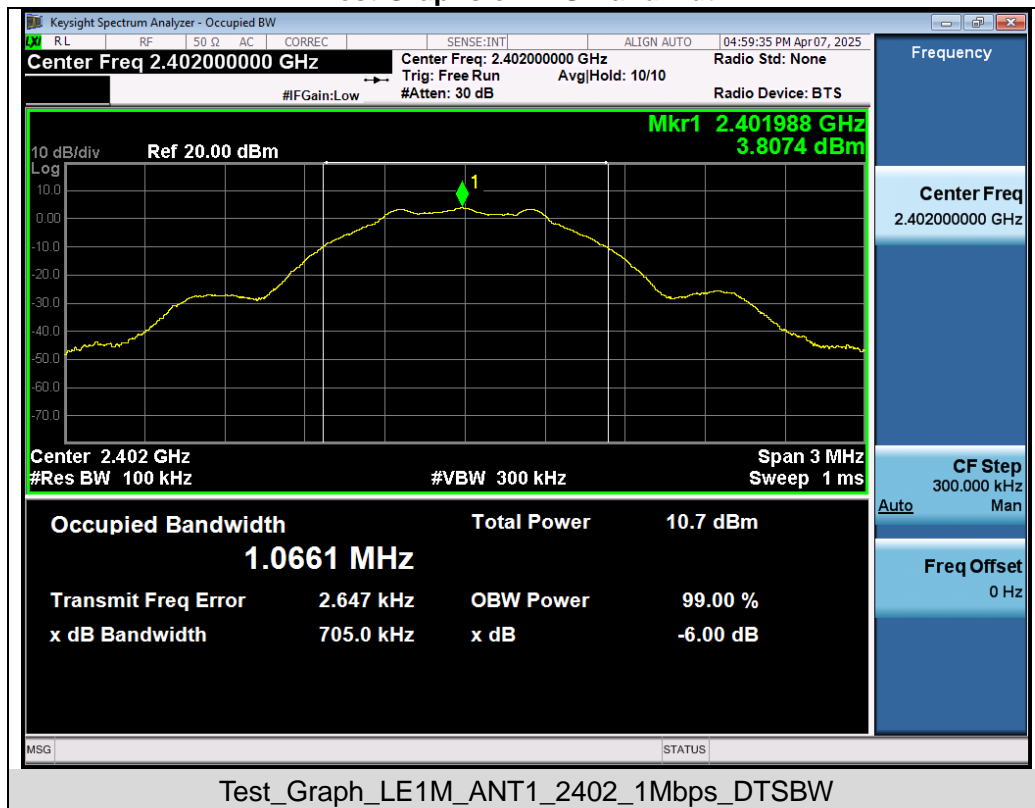 Keysight Spectrum Analyzer - Occupied BW
LXI RL RF 50 Ω AC CORREC SENSE:INT ALIGN AUTO 04:59:35 PM Apr 07, 2025
Center Freq 2.402000000 GHz
Center Freq: 2.402000000 GHz
Radio Std: None
Trig: Free Run Avg|Hold: 10/10
#IFGain:Low
#Atten: 30 dB
Radio Device: BTS
Frequency
Mkr1 2.401988 GHz
3.8074 dBm
10 dB/div Ref 20.00 dBm
Log
1
10.0
0.00
-10.0
-20.0
-30.0
-40.0
-50.0
-60.0
-70.0
Center Freq
2.402000000 GHz
Center 2.402 GHz
Span 3 MHz
#Res BW 100 kHz
#VBW 300 kHz
Sweep 1 ms
CF Step
300.000 kHz
Auto Man
Freq Offset
0 Hz
Occupied Bandwidth
Total Power 10.7 dBm
1.0661 MHz
Transmit Freq Error 2.647 kHz
OBW Power 99.00 %
x dB Bandwidth 705.0 kHz
x dB -6.00 dB
MSG
STATUS
Test_Graph_LE1M_ANT1_2402_1Mbps_DTSBW